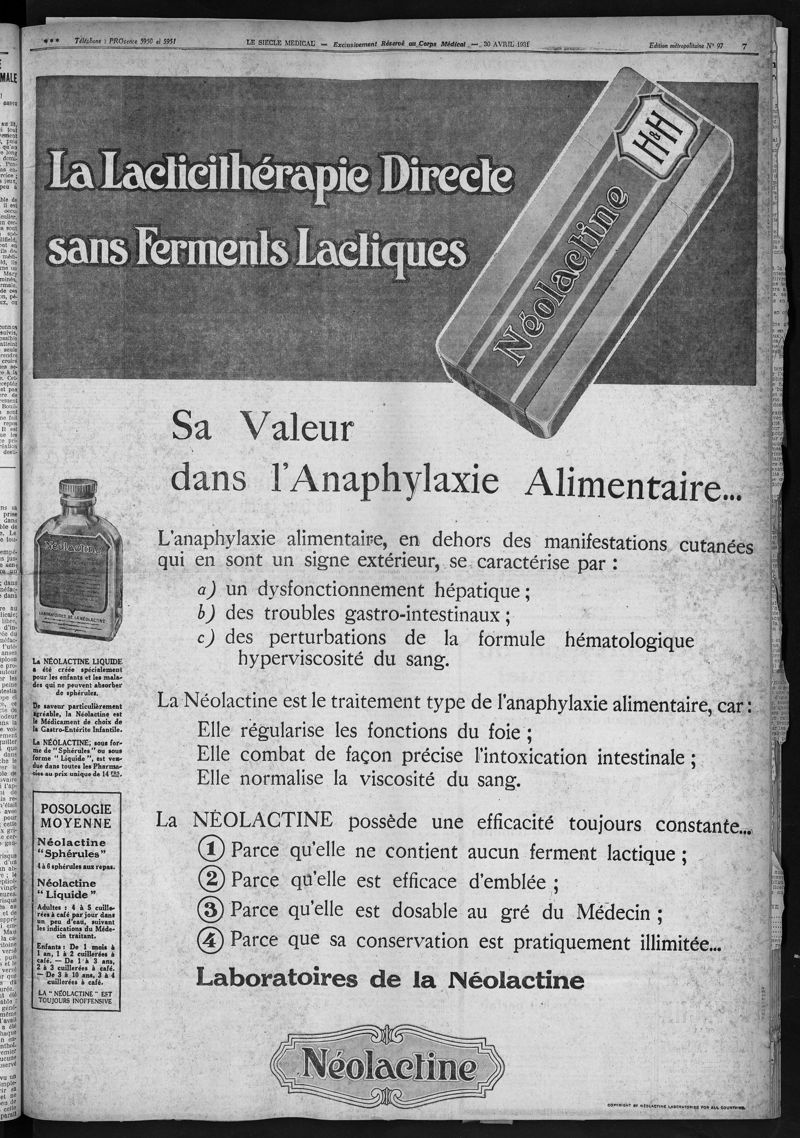 *** Téléphone : PROvence 5950 et 5951
LE SIECLE MEDICAL — Exclusivement Réservé au Corps Médical — 30 AVRIL 1931
Edition métropolitaine N° 97
7
La Lacticithérapie Directe
sans Ferments Lactiques
H&H
Néolactine
Sa Valeur
dans l'Anaphylaxie Alimentaire...
L'anaphylaxie alimentaire, en dehors des manifestations cutanées
qui en sont un signe extérieur, se caractérise par :
a) un dysfonctionnement hépatique ;
b) des troubles gastro-intestinaux ;
c) des perturbations de la formule hématologique
hyperviscosité du sang.
La Néolactine est le traitement type de l'anaphylaxie alimentaire, car :
Elle régularise les fonctions du foie ;
Elle combat de façon précise l'intoxication intestinale ;
Elle normalise la viscosité du sang.
La NÉOLACTINE possède une efficacité toujours constante...
1 Parce qu'elle ne contient aucun ferment lactique ;
2 Parce qu'elle est efficace d'emblée ;
3 Parce qu'elle est dosable au gré du Médecin ;
4 Parce que sa conservation est pratiquement illimitée...
Laboratoires de la Néolactine
Néolactine
COPYRIGHT BY NÉOLACTINE LABORATORIES FOR ALL COUNTRIES.
Néolactine
LABORATOIRES DE LA NÉOLACTINE
La NÉOLACTINE LIQUIDE
a été créée spécialement
pour les enfants et les mala-
des qui ne peuvent absorber
de sphérules.
De saveur particulièrement
agréable, la Néolactine est
le Médicament de choix de
la Gastro-Entérite Infantile.
La NÉOLACTINE, sous for-
me de "Sphérules" ou sous
forme "Liquide", est ven-
due dans toutes les Pharma-
cies au prix unique de 14
POSOLOGIE
MOYENNE
Néolactine
"Sphérules"
4 à 6 sphérules aux repas.
Néolactine
"Liquide"
Adultes : 4 à 5 cuille-
rées à café par jour dans
un peu d'eau, suivant
les indications du Méde-
cin traitant.
Enfants : De 1 mois à
1 an, 1 à 2 cuillerées à
café. — De 1 à 3 ans,
2 à 3 cuillerées à café.
— De 3 à 10 ans, 3 à 4
cuillerées à café.
LA "NÉOLACTINE" EST
TOUJOURS INOFFENSIVE